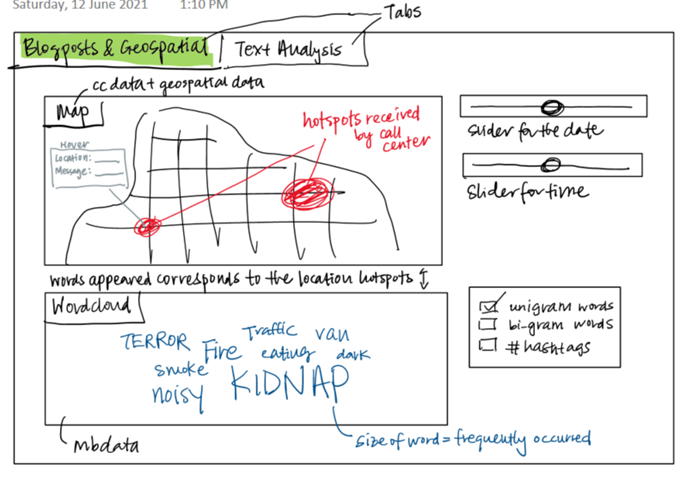 Saturday, 12 June 2021 1:10 PM
Tabs
Blogposts & Geospatial
Text Analysis
cc data + geospatial data
Map
hotspots received
by call
center
Hover
Location:
Message:
slider for the date
slider for time
words appeared corresponds to the location hotspots
Wordcloud
unigram words
bi-gram words
# hashtags
TERROR Fire Traffic eating van dark
smoke
noisy KIDNAP
mbdata
size of word = frequently occurred